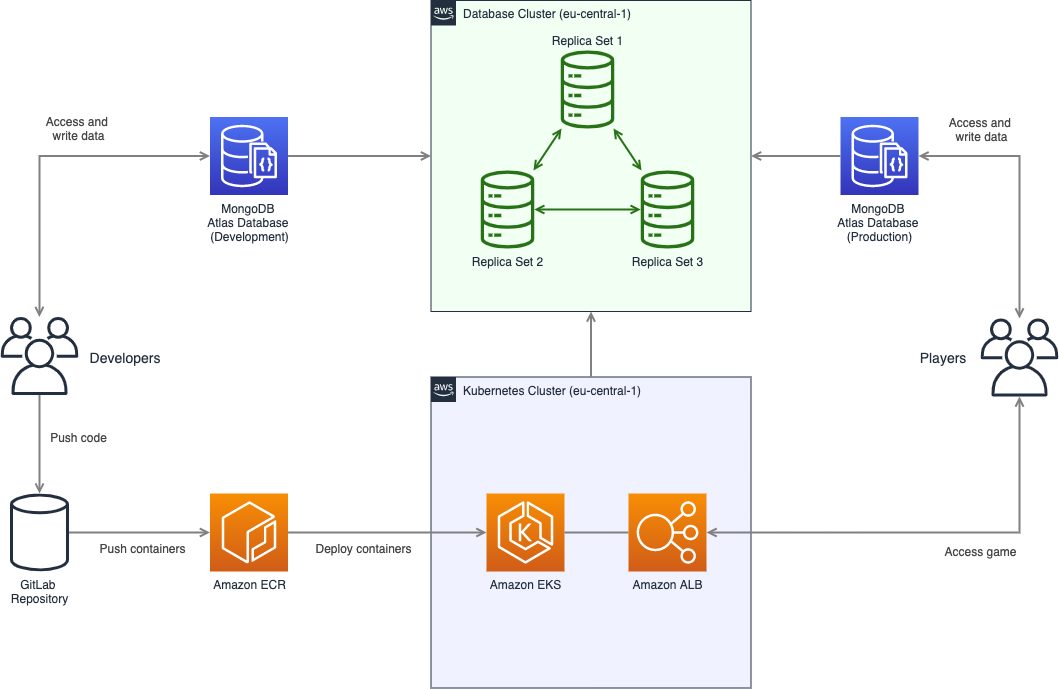 aws
Database Cluster (eu-central-1)
Replica Set 1
Replica Set 2
Replica Set 3
Access and
write data
MongoDB
Atlas Database
(Development)
Access and
write data
MongoDB
Atlas Database
(Production)
Developers
Players
Push code
aws
Kubernetes Cluster (eu-central-1)
GitLab
Repository
Push containers
Amazon ECR
Deploy containers
K
Amazon EKS
Amazon ALB
Access game